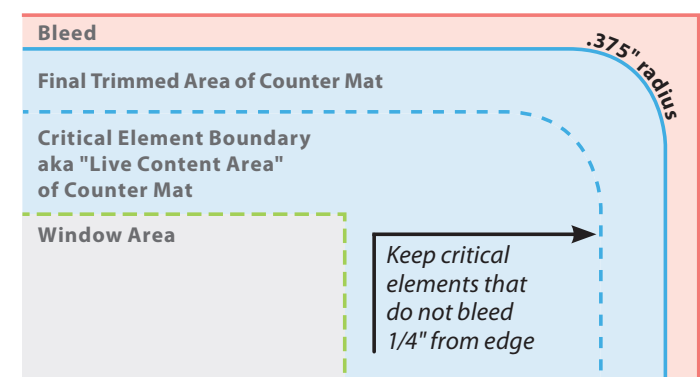 Bleed
.375" radius
Final Trimmed Area of Counter Mat
Critical Element Boundary
aka "Live Content Area"
of Counter Mat
Window Area
Keep critical
elements that
do not bleed
1/4" from edge